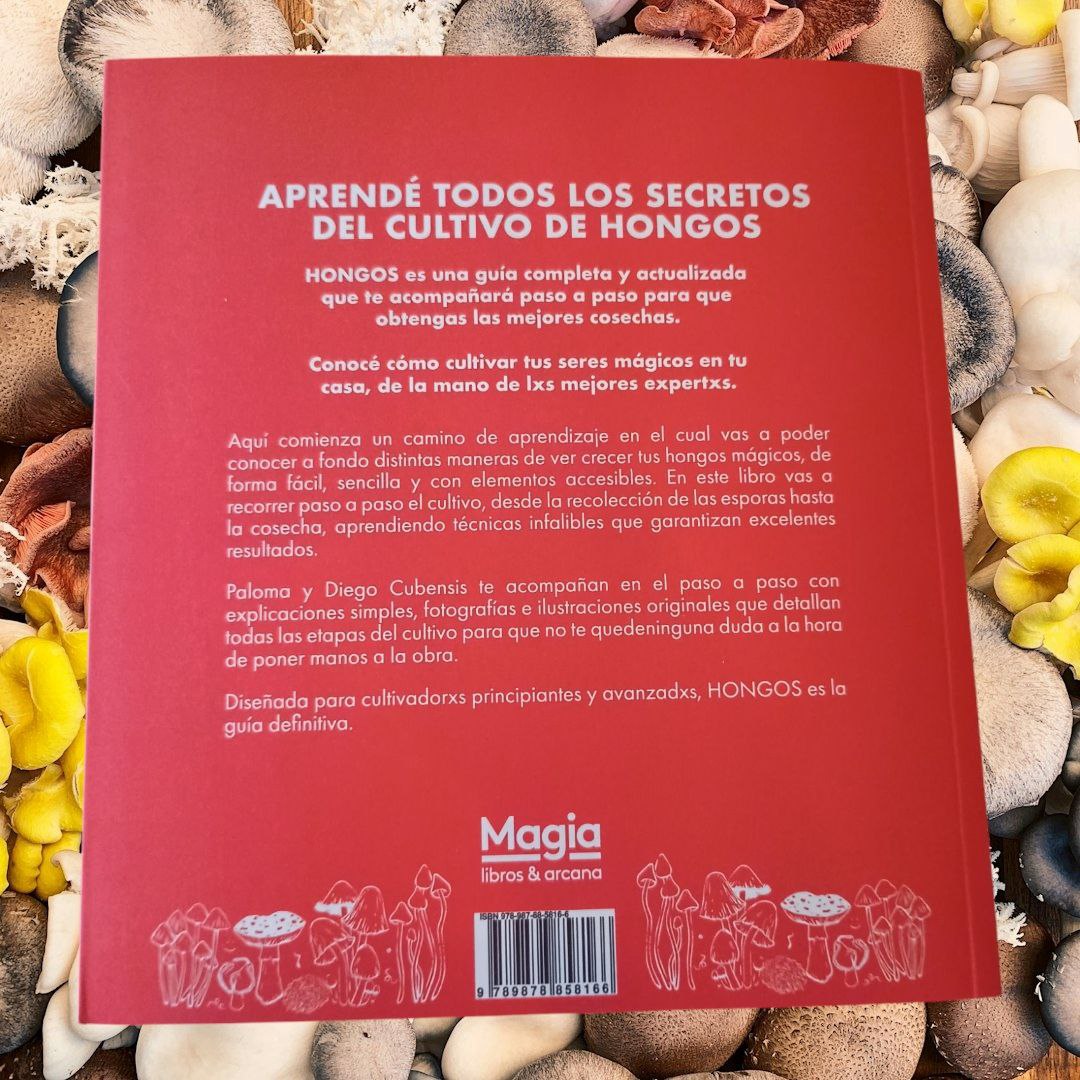 APRENDÉ TODOS LOS SECRETOS
DEL CULTIVO DE HONGOS
HONGOS es una guía completa y actualizada
que te acompañará paso a paso para que
obtengas las mejores cosechas.
Conocé cómo cultivar tus seres mágicos en tu
casa, de la mano de lxs mejores expertxs.
Aquí comienza un camino de aprendizaje en el cual vas a poder
conocer a fondo distintas maneras de ver crecer tus hongos mágicos, de
forma fácil, sencilla y con elementos accesibles. En este libro vas a
recorrer paso a paso el cultivo, desde la recolección de las esporas hasta
la cosecha, aprendiendo técnicas infalibles que garantizan excelentes
resultados.
Paloma y Diego Cubensis te acompañan en el paso a paso con
explicaciones simples, fotografías e ilustraciones originales que detallan
todas las etapas del cultivo para que no te quedeninguna duda a la hora
de poner manos a la obra.
Diseñada para cultivadorxs principiantes y avanzadxs, HONGOS es la
guía definitiva.
Magia
libros & arcana
ISBN 978-987-88-5816-6
9 789878 858166